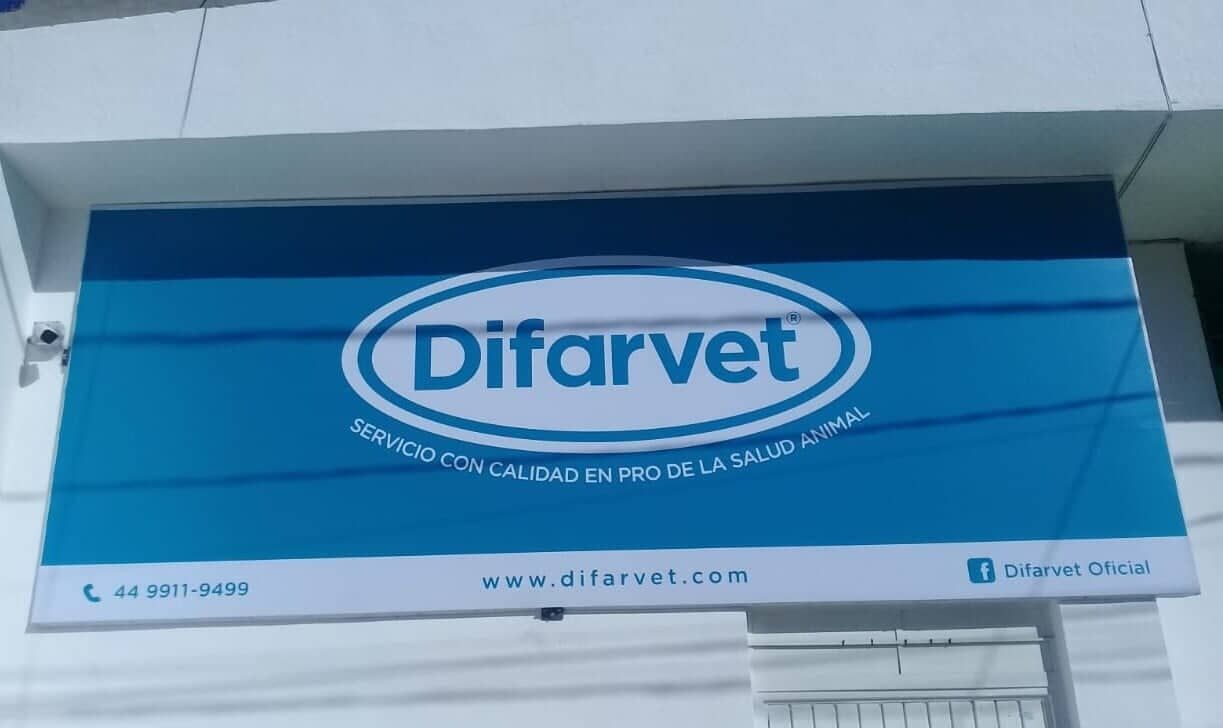 Difarvet®
SERVICIO CON CALIDAD EN PRO DE LA SALUD ANIMAL
44 9911-9499
www.difarvet.com
f Difarvet Oficial